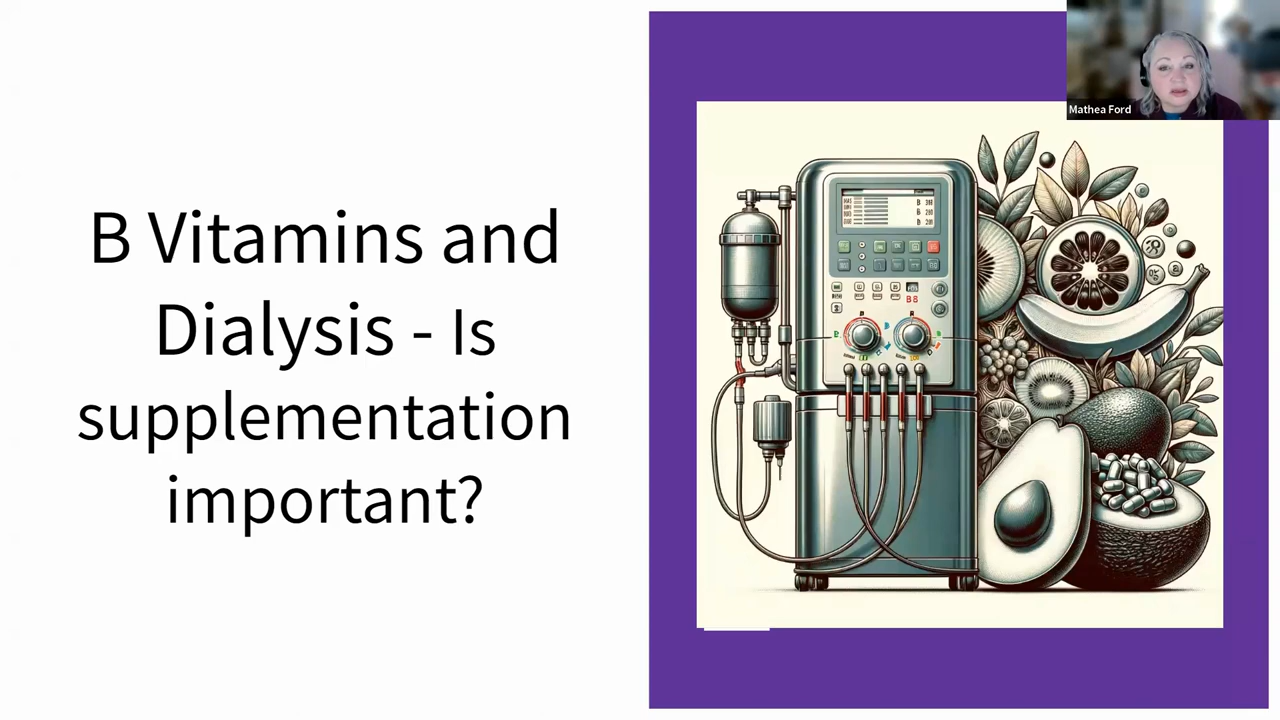 B Vitamins and
Dialysis - Is
supplementation
important?
Mathea Ford